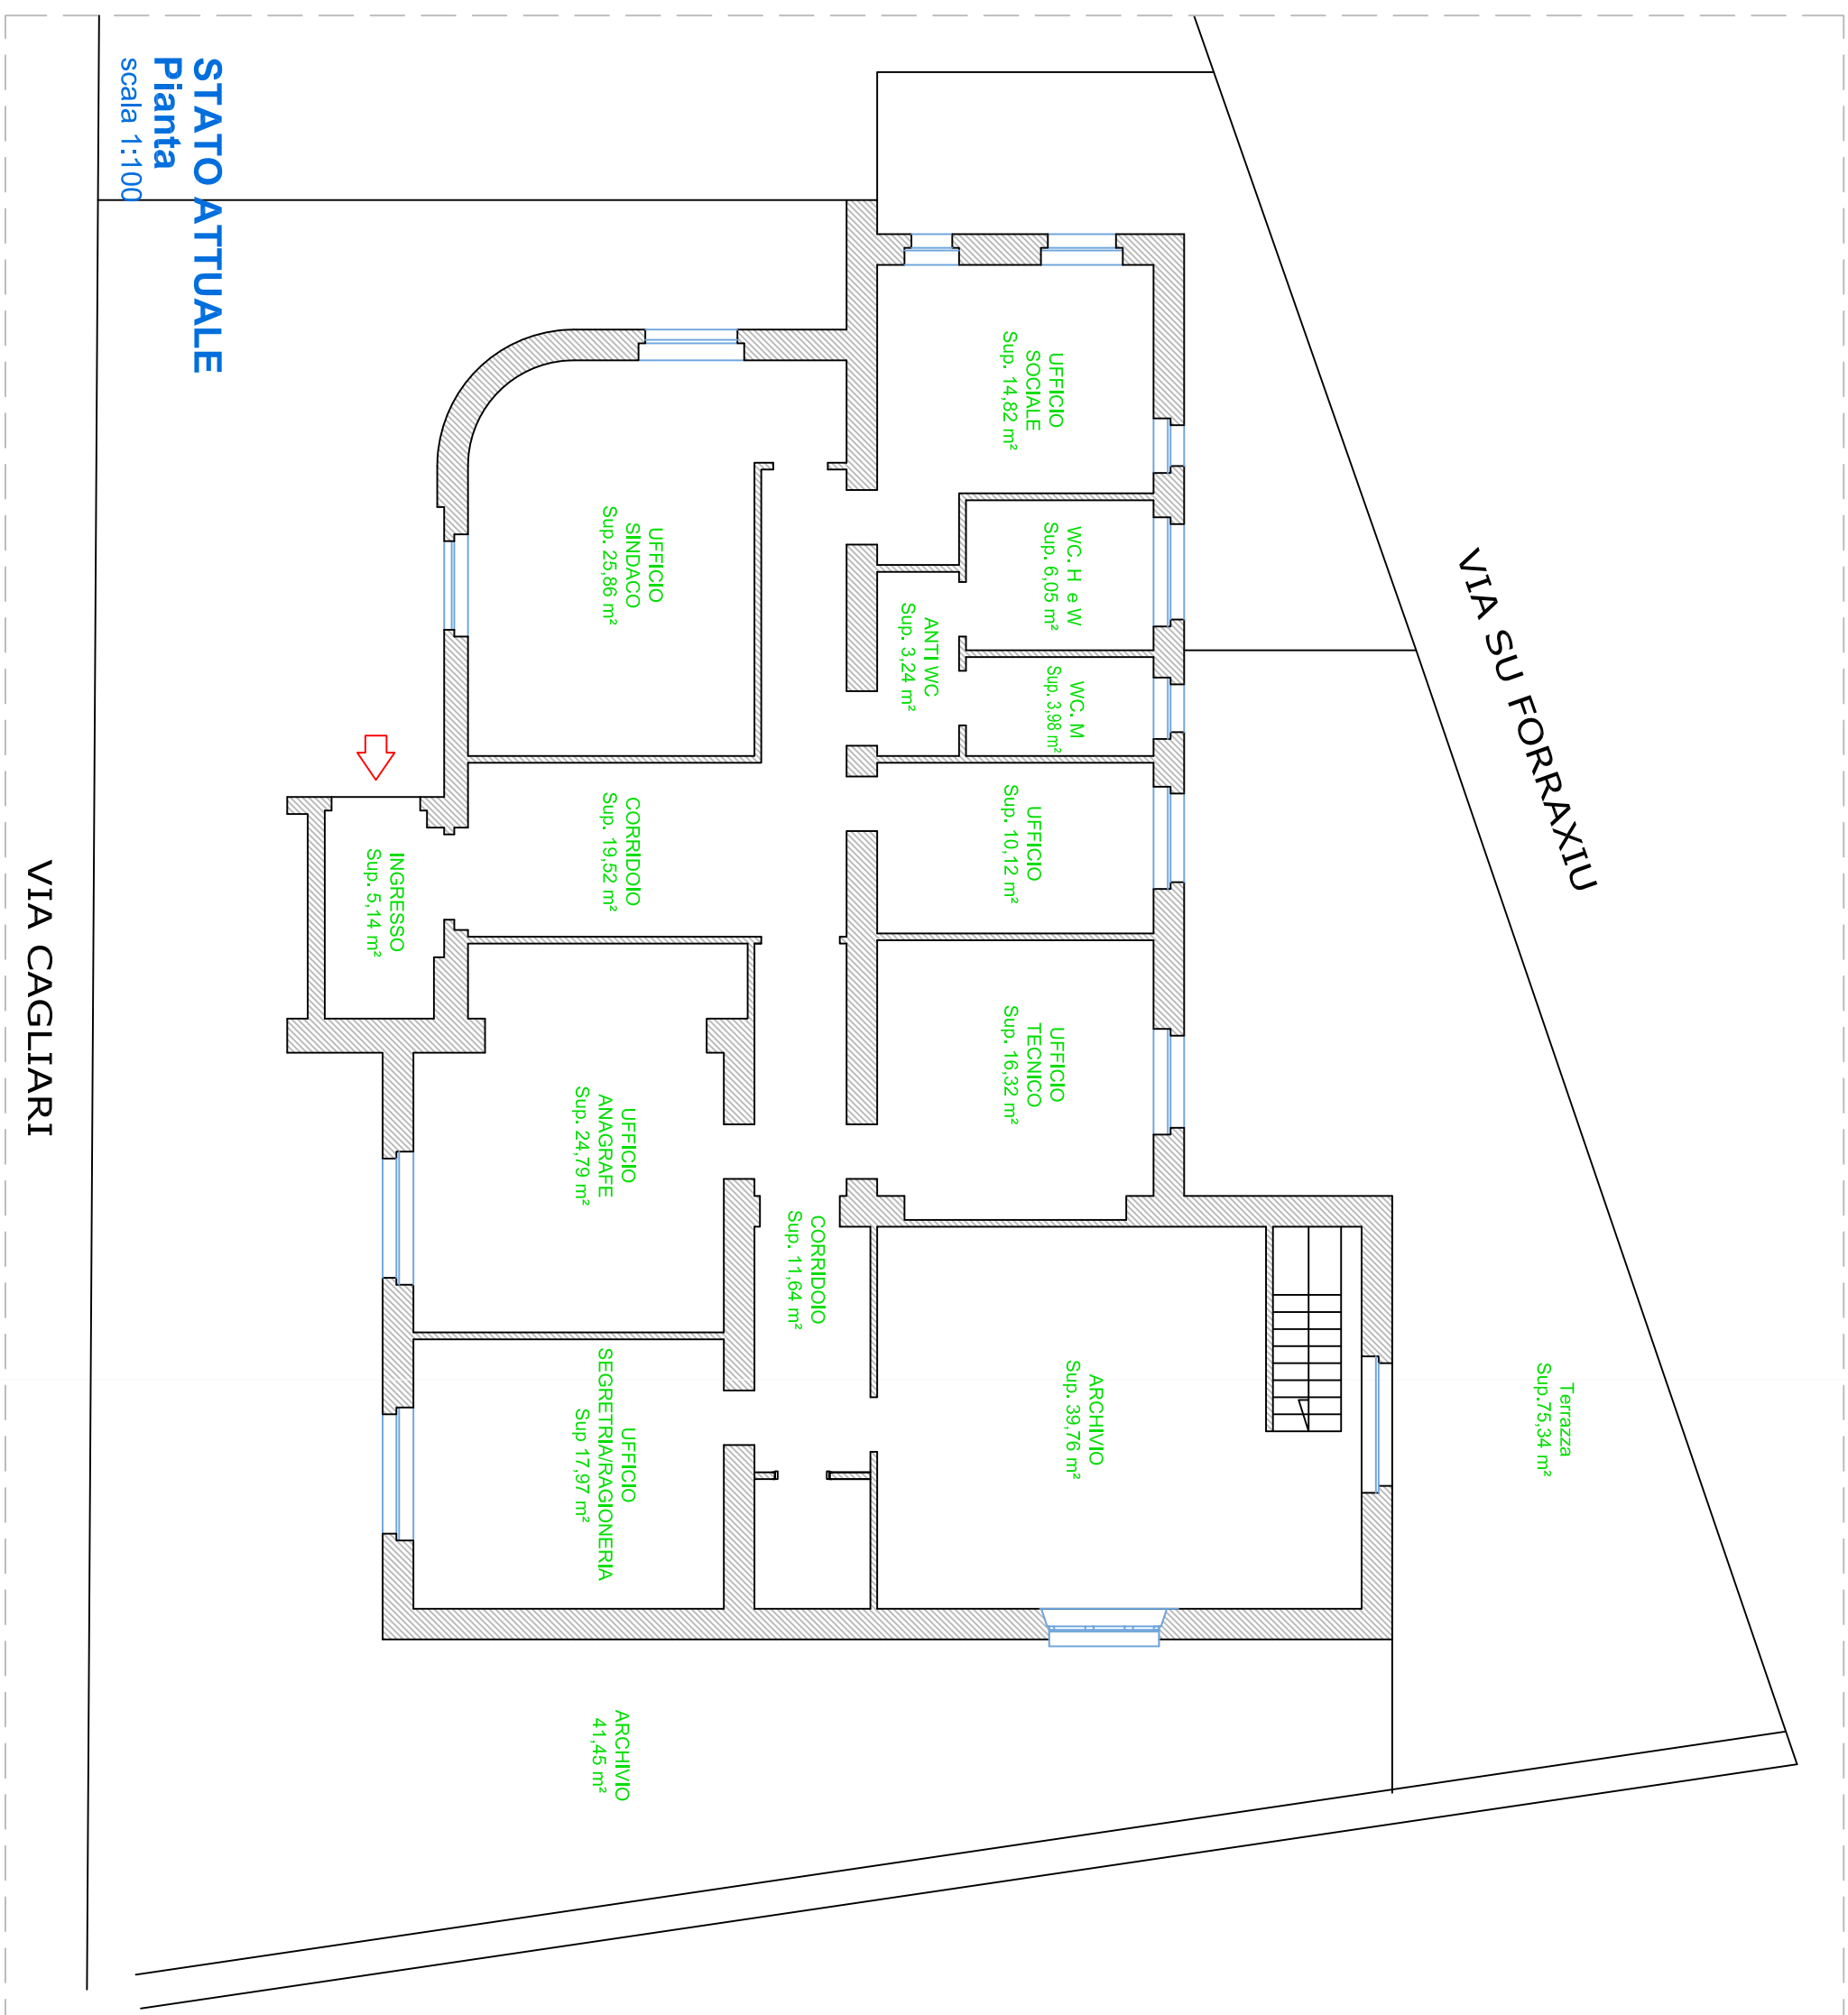 STATO ATTUALE
Pianta
scala 1:100
VIA SU FORRAXIU
UFFICIO
SOCIALE
Sup. 14,82 m²
WC. H e W
Sup. 6,05 m²
WC. M
Sup. 3,98 m²
ANTI WC
Sup. 3,24 m²
UFFICIO
SINDACO
Sup. 25,86 m²
UFFICIO
Sup. 10,12 m²
CORRIDOIO
Sup. 19,52 m²
INGRESSO
Sup. 5,14 m²
UFFICIO
TECNICO
Sup. 16,32 m²
UFFICIO
ANAGRAFE
Sup. 24,79 m²
CORRIDOIO
Sup. 11,64 m²
ARCHIVIO
Sup. 39,76 m²
Terrazza
Sup.75,34 m²
UFFICIO
SEGRETRIA/RAGIONERIA
Sup 17,97 m²
ARCHIVIO
41,45 m²
VIA CAGLIARI